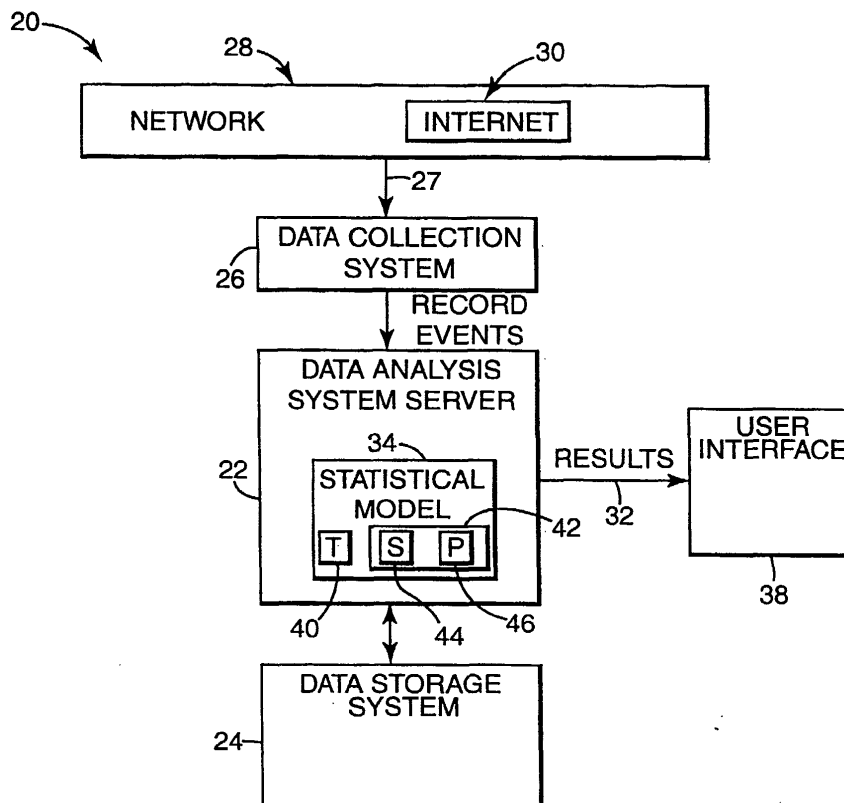 20
28
30
NETWORK
INTERNET
27
DATA COLLECTION
SYSTEM
26
RECORD
EVENTS
DATA ANALYSIS
SYSTEM SERVER
34
22
STATISTICAL
MODEL
42
T
S
P
40
44
46
RESULTS
32
USER
INTERFACE
38
DATA STORAGE
SYSTEM
24